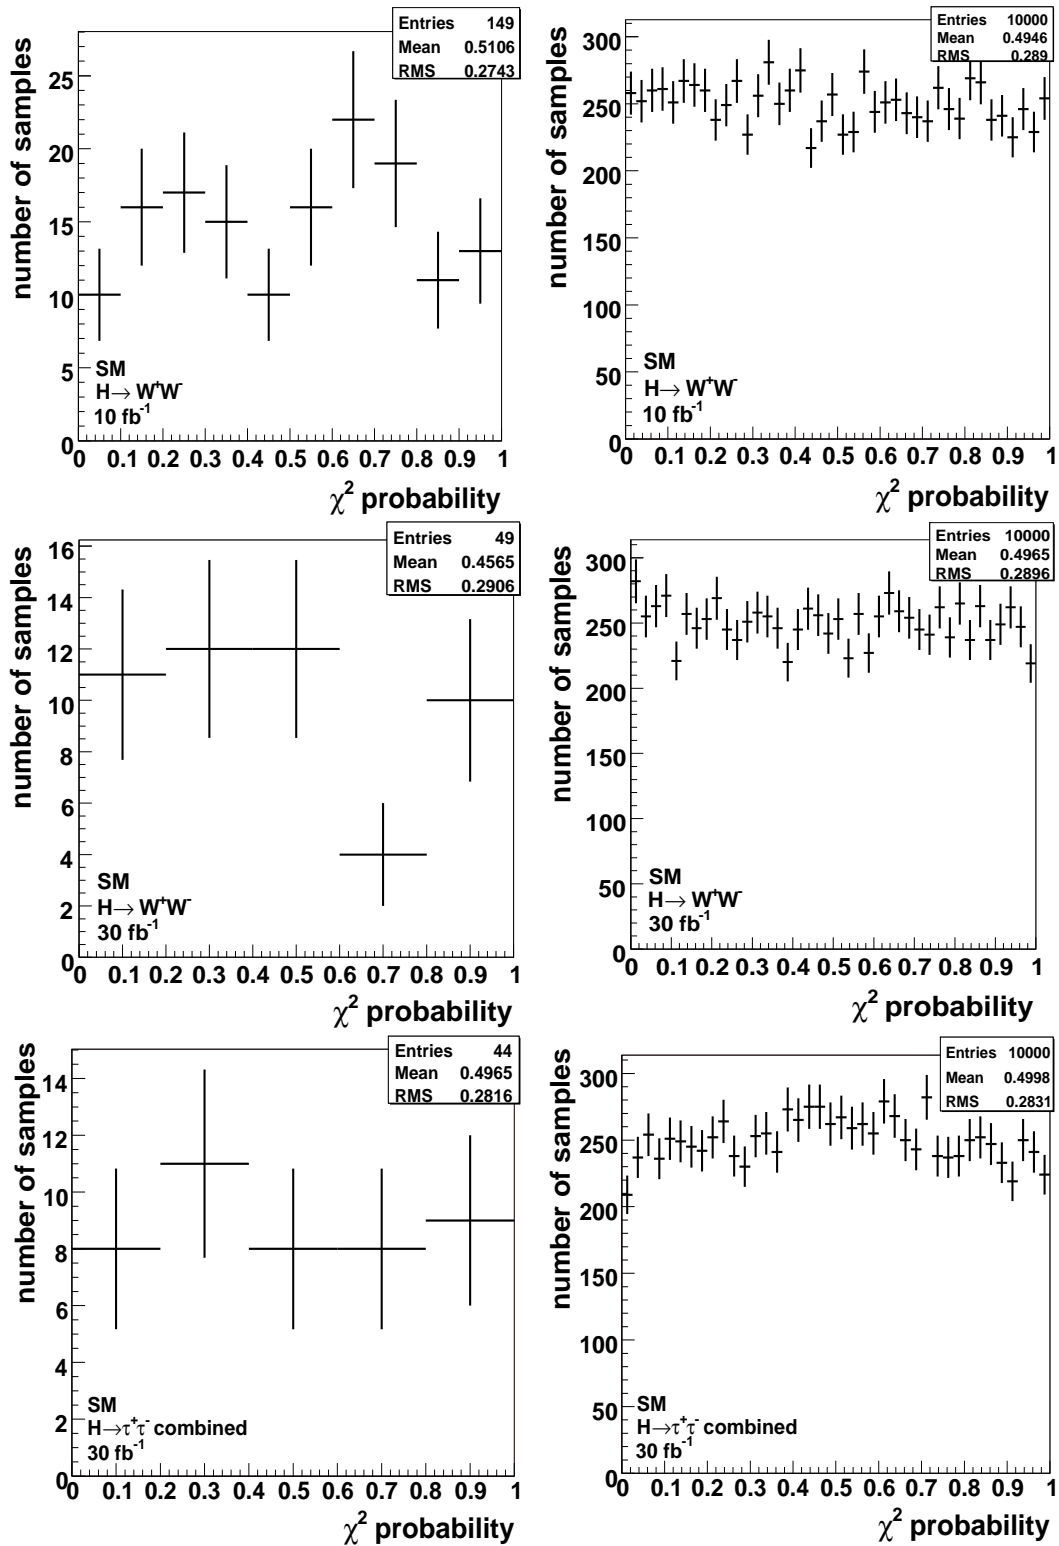 Entries 149
Mean 0.5106
RMS 0.2743
number of samples
25
20
15
10
5
0
SM
H→ W⁺W⁻
10 fb⁻¹
0 0.1 0.2 0.3 0.4 0.5 0.6 0.7 0.8 0.9 1
χ² probability
Entries 10000
Mean 0.4946
RMS 0.289
number of samples
300
250
200
150
100
50
0
SM
H→ W⁺W⁻
10 fb⁻¹
0 0.1 0.2 0.3 0.4 0.5 0.6 0.7 0.8 0.9 1
χ² probability
Entries 49
Mean 0.4565
RMS 0.2906
number of samples
16
14
12
10
8
6
4
2
0
SM
H→ W⁺W⁻
30 fb⁻¹
0 0.1 0.2 0.3 0.4 0.5 0.6 0.7 0.8 0.9 1
χ² probability
Entries 10000
Mean 0.4965
RMS 0.2896
number of samples
300
250
200
150
100
50
0
SM
H→ W⁺W⁻
30 fb⁻¹
0 0.1 0.2 0.3 0.4 0.5 0.6 0.7 0.8 0.9 1
χ² probability
Entries 44
Mean 0.4965
RMS 0.2816
number of samples
14
12
10
8
6
4
2
0
SM
H→τ⁺τ⁻ combined
30 fb⁻¹
0 0.1 0.2 0.3 0.4 0.5 0.6 0.7 0.8 0.9 1
χ² probability
Entries 10000
Mean 0.4998
RMS 0.2831
number of samples
300
250
200
150
100
50
0
SM
H→τ⁺τ⁻ combined
30 fb⁻¹
0 0.1 0.2 0.3 0.4 0.5 0.6 0.7 0.8 0.9 1
χ² probability